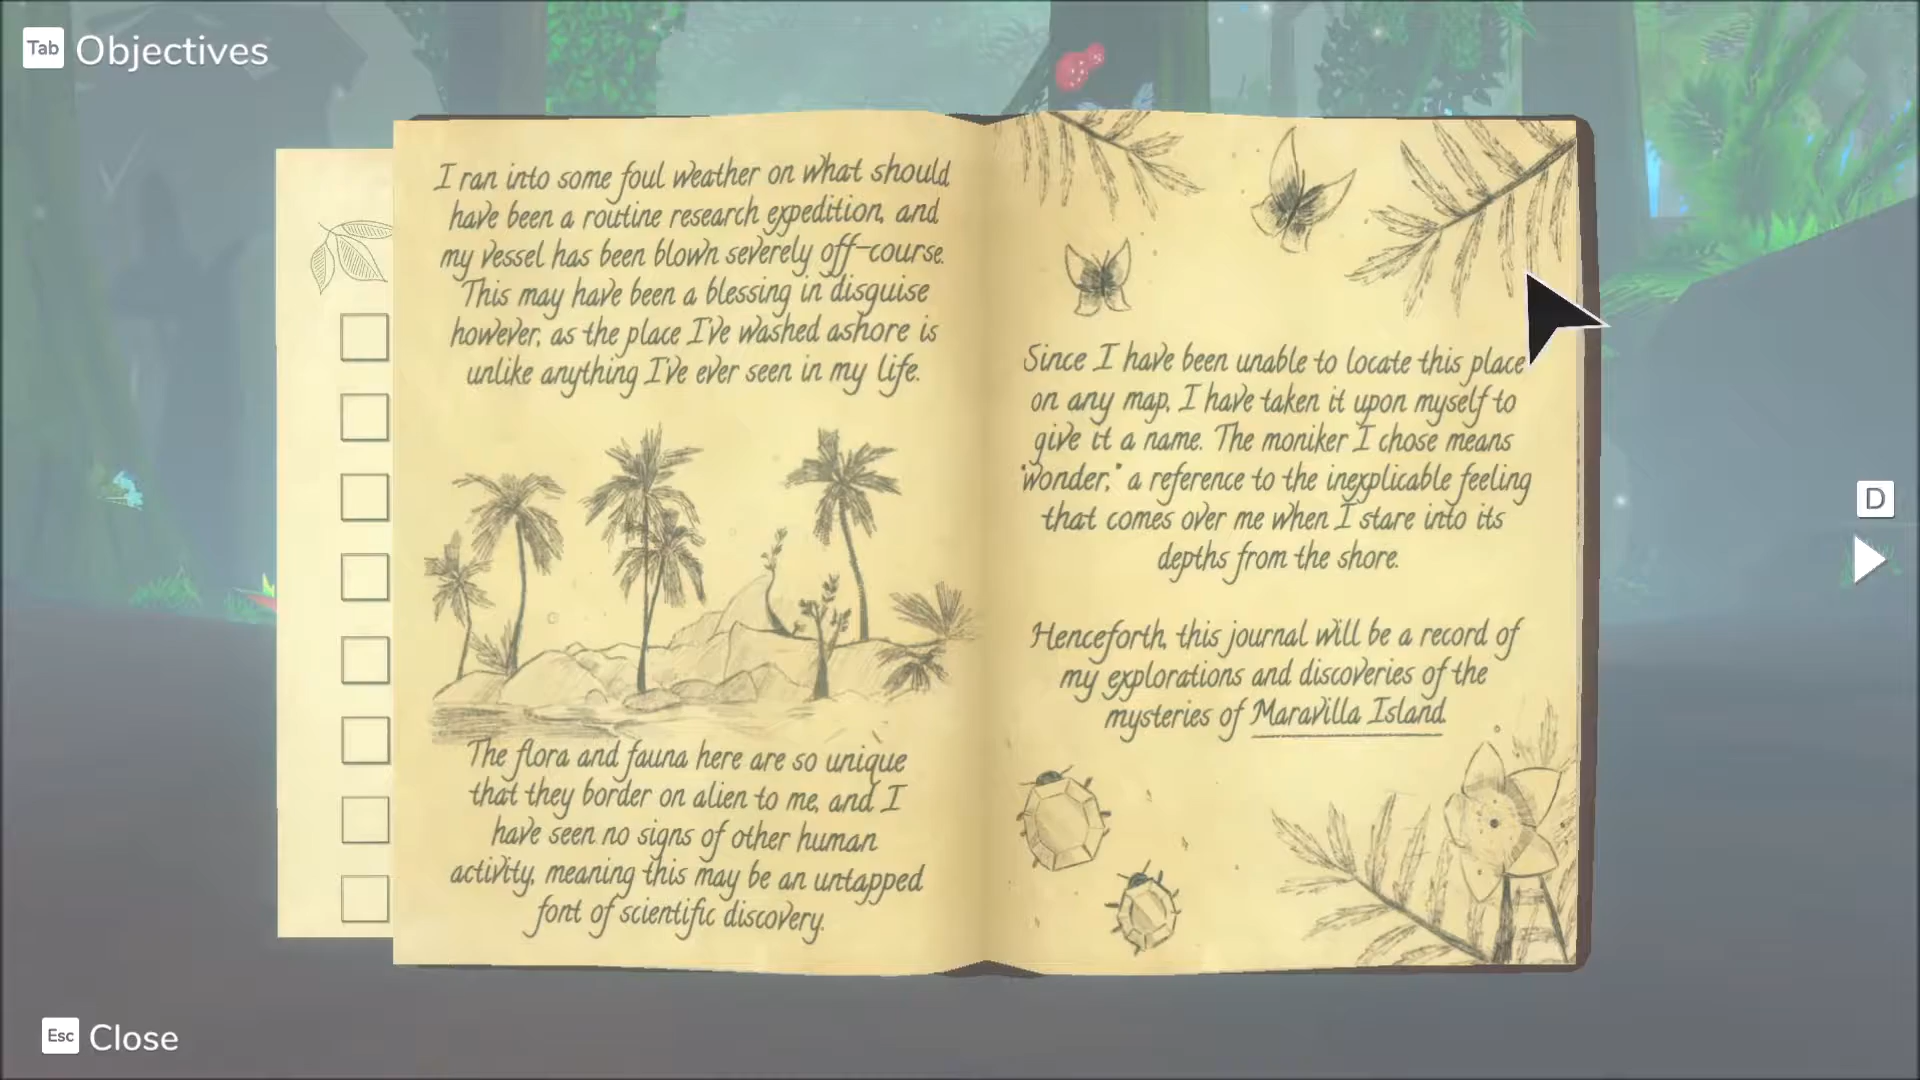 Tab Objectives
I ran into some foul weather on what should
have been a routine research expedition, and
my vessel has been blown severely off-course.
This may have been a blessing in disguise
however, as the place I've washed ashore is
unlike anything I've ever seen in my life.
The flora and fauna here are so unique
that they border on alien to me, and I
have seen no signs of other human
activity, meaning this may be an untapped
font of scientific discovery.
Since I have been unable to locate this place
on any map, I have taken it upon myself to
give it a name. The moniker I chose means
"wonder," a reference to the inexplicable feeling
that comes over me when I stare into its
depths from the shore.
Henceforth, this journal will be a record of
my explorations and discoveries of the
mysteries of Maravilla Island.
D
Esc Close